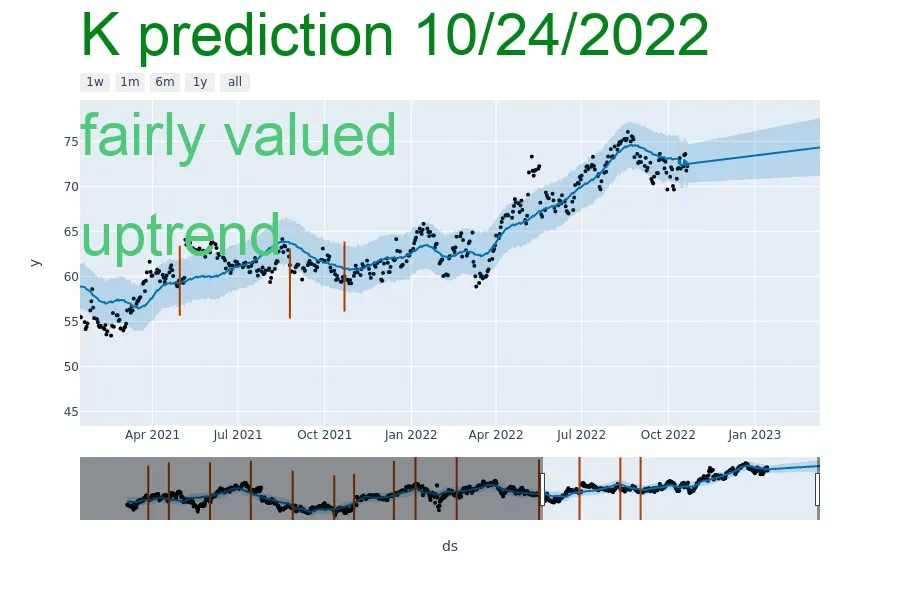 K prediction 10/24/2022
1w 1m 6m 1y all
fairly valued
uptrend
75
70
65
60
55
50
45
y
Apr 2021 Jul 2021 Oct 2021 Jan 2022 Apr 2022 Jul 2022 Oct 2022 Jan 2023
ds